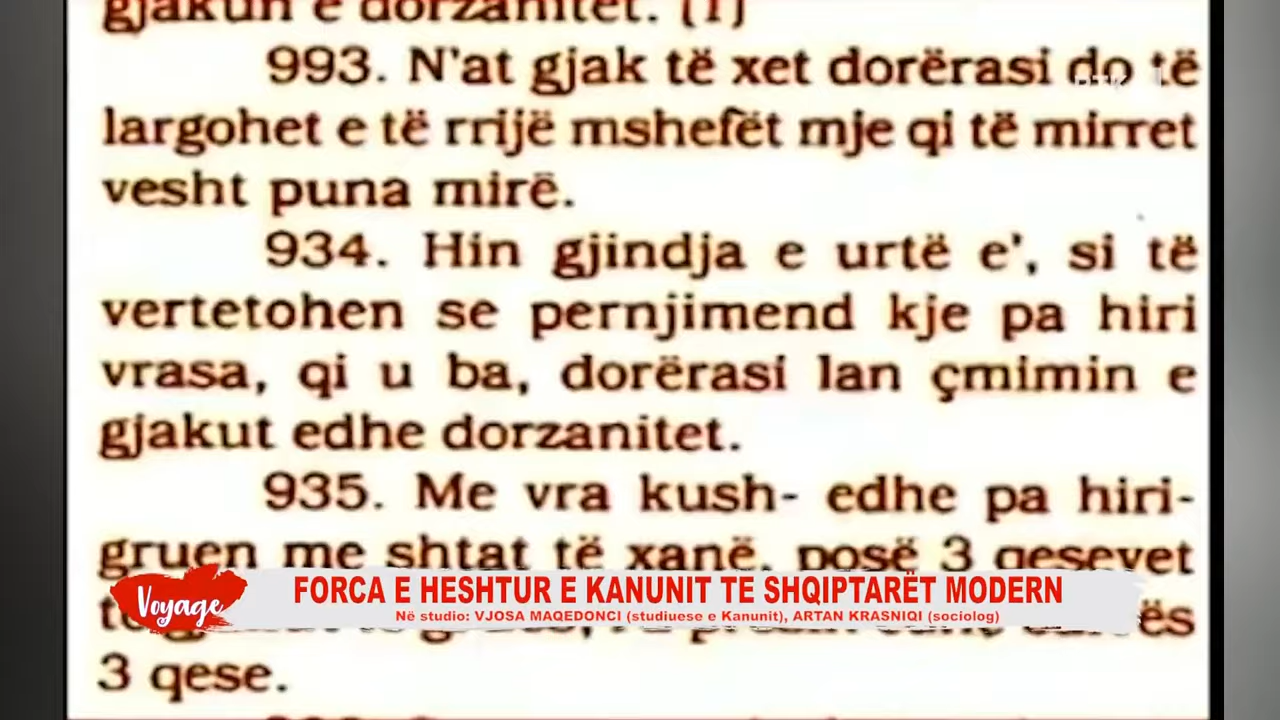 gjakun e dorzanitet. (1)
993. N'at gjak të xet dorërasi do të
largohet e të rrijë mshefët mje qi të mirret
vesht puna mirë.
934. Hin gjindja e urtë e', si të
vertetohen se pernjimend kje pa hiri
vrasa, qi u ba, dorërasi lan çmimin e
gjakut edhe dorzanitet.
935. Me vra kush- edhe pa hiri-
gruen me shtat të xanë, posë 3 qesevet
3 qese.
Voyage
FORCA E HESHTUR E KANUNIT TE SHQIPTARËT MODERN
Në studio: VJOSA MAQEDONCI (studiuese e Kanunit), ARTAN KRASNIQI (sociolog)